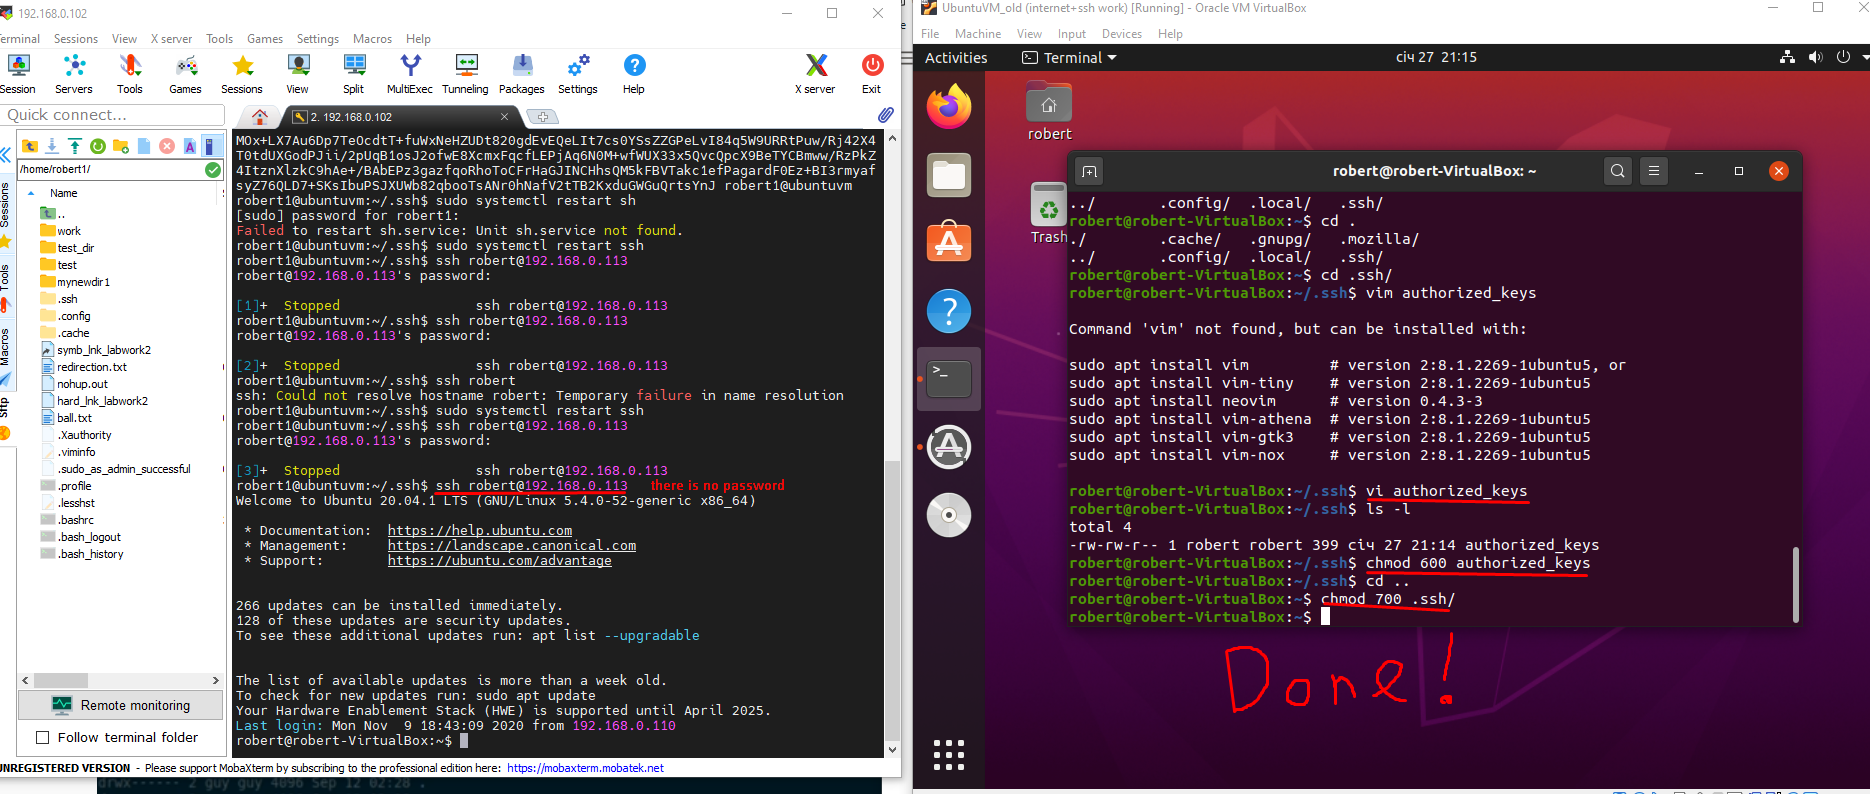 192.168.0.102
Terminal Sessions View X server Tools Games Settings Macros Help
Session Servers Tools Games Sessions View Split MultiExec Tunneling Packages Settings Help X server Exit
Quick connect...
2. 192.168.0.102
Sessions
Tools
Macros
Sftp
/home/robert1/
Name
..
work
test_dir
test
mynewdir1
.ssh
.config
.cache
symb_lnk_labwork2
redirection.txt
nohup.out
hard_lnk_labwork2
ball.txt
.Xauthority
.viminfo
.sudo_as_admin_successful
.profile
.lesshst
.bashrc
.bash_logout
.bash_history
Remote monitoring
Follow terminal folder
MOx+LX7Au6Dp7TeOcdtT+fuWxNeHZUDt820gdEvEQeLIt7cs0YSsZZGPeLvI84q5W9URRtPuw/Rj42X4
T0tdUXGodPJii/2pUqB1osJ2ofwE8XcmxFqcfLEPjAq6N0M+wfWUX33x5QvcQpcX9BeTYCBmww/RzPkZ
4ItznXlzkC9hAe+/BAbEPz3gazfqoRhoToCFrHaGJINCHhsQM5kFBVTakc1efPagardF0Ez+BI3rmyaf
syZ76QLD7+SKsIbuPSJXUWb82qbooTsANr0hNafV2tTB2KxduGWGuQrtsYnJ robert1@ubuntuvm
robert1@ubuntuvm:~/.ssh$ sudo systemctl restart sh
[sudo] password for robert1:
Failed to restart sh.service: Unit sh.service not found.
robert1@ubuntuvm:~/.ssh$ sudo systemctl restart ssh
robert1@ubuntuvm:~/.ssh$ ssh robert@192.168.0.113
robert@192.168.0.113's password:
[1]+  Stopped                 ssh robert@192.168.0.113
robert1@ubuntuvm:~/.ssh$ ssh robert@192.168.0.113
robert@192.168.0.113's password:
[2]+  Stopped                 ssh robert@192.168.0.113
robert1@ubuntuvm:~/.ssh$ ssh robert
ssh: Could not resolve hostname robert: Temporary failure in name resolution
robert1@ubuntuvm:~/.ssh$ sudo systemctl restart ssh
robert1@ubuntuvm:~/.ssh$ ssh robert@192.168.0.113
robert@192.168.0.113's password:
[3]+  Stopped                 ssh robert@192.168.0.113
robert1@ubuntuvm:~/.ssh$ ssh robert@192.168.0.113 there is no password
Welcome to Ubuntu 20.04.1 LTS (GNU/Linux 5.4.0-52-generic x86_64)
* Documentation:  https://help.ubuntu.com
* Management:     https://landscape.canonical.com
* Support:        https://ubuntu.com/advantage
266 updates can be installed immediately.
128 of these updates are security updates.
To see these additional updates run: apt list --upgradable
The list of available updates is more than a week old.
To check for new updates run: sudo apt update
Your Hardware Enablement Stack (HWE) is supported until April 2025.
Last login: Mon Nov  9 18:43:09 2020 from 192.168.0.110
robert@robert-VirtualBox:~$
UNREGISTERED VERSION - Please support MobaXterm by subscribing to the professional edition here: https://mobaxterm.mobatek.net
drwx------ 2 guy guy 4096 Sep 12 02:28 .
UbuntuVM_old (internet+ssh work) [Running] - Oracle VM VirtualBox
File Machine View Input Devices Help
Activities Terminal січ 27 21:15
robert
Trash
robert@robert-VirtualBox: ~
../ .config/ .local/ .ssh/
robert@robert-VirtualBox:~$ cd .
./ .cache/ .gnupg/ .mozilla/
../ .config/ .local/ .ssh/
robert@robert-VirtualBox:~$ cd .ssh/
robert@robert-VirtualBox:~/.ssh$ vim authorized_keys
Command 'vim' not found, but can be installed with:
sudo apt install vim         # version 2:8.1.2269-1ubuntu5, or
sudo apt install vim-tiny    # version 2:8.1.2269-1ubuntu5
sudo apt install neovim      # version 0.4.3-3
sudo apt install vim-athena  # version 2:8.1.2269-1ubuntu5
sudo apt install vim-gtk3    # version 2:8.1.2269-1ubuntu5
sudo apt install vim-nox     # version 2:8.1.2269-1ubuntu5
robert@robert-VirtualBox:~/.ssh$ vi authorized_keys
robert@robert-VirtualBox:~/.ssh$ ls -l
total 4
-rw-rw-r-- 1 robert robert 399 січ 27 21:14 authorized_keys
robert@robert-VirtualBox:~/.ssh$ chmod 600 authorized_keys
robert@robert-VirtualBox:~/.ssh$ cd ..
robert@robert-VirtualBox:~$ chmod 700 .ssh/
robert@robert-VirtualBox:~$
Done!